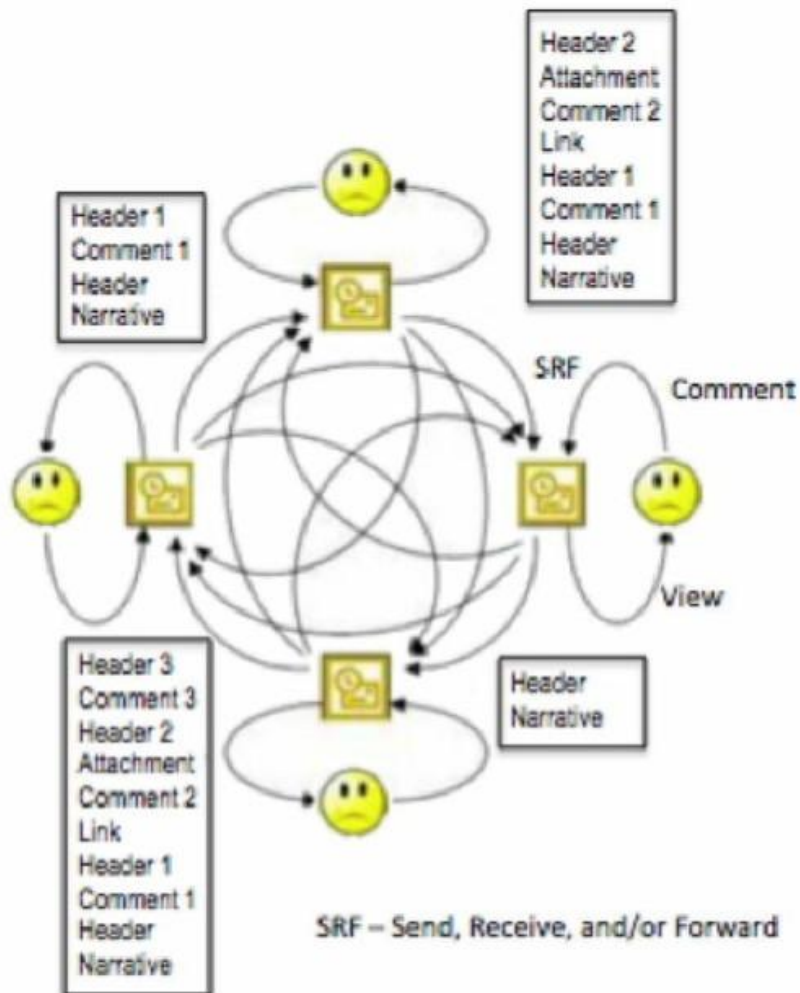 Header 2
Attachment
Comment 2
Link
Header 1
Comment 1
Header
Narrative
Header 1
Comment 1
Header
Narrative
SRF
Comment
View
Header
Narrative
Header 3
Comment 3
Header 2
Attachment
Comment 2
Link
Header 1
Comment 1
Header
Narrative
SRF – Send, Receive, and/or Forward